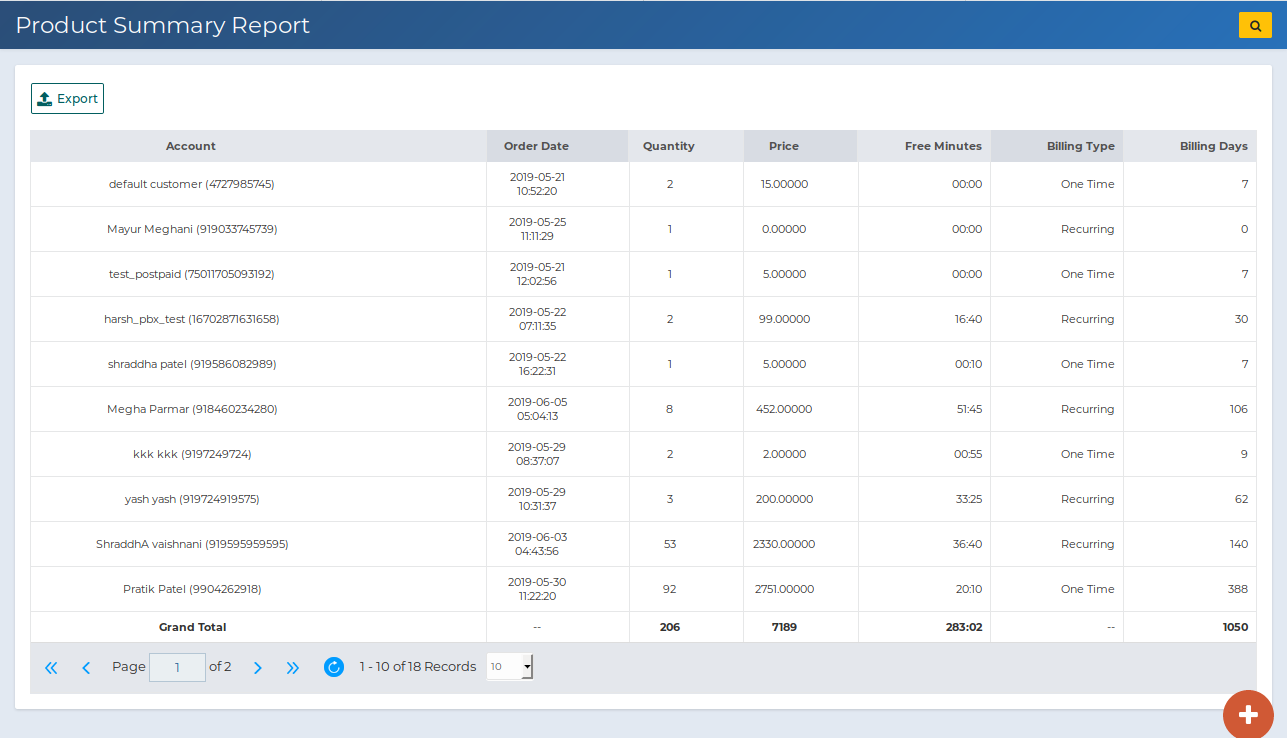 Product Summary Report
Export
Account Order Date Quantity Price Free Minutes Billing Type Billing Days
default customer (4727985745) 2019-05-21 10:52:20 2 15.00000 00:00 One Time 7
Mayur Meghani (919033745739) 2019-05-25 11:11:29 1 0.00000 00:00 Recurring 0
test_postpaid (75011705093192) 2019-05-21 12:02:56 1 5.00000 00:00 One Time 7
harsh_pbx_test (16702871631658) 2019-05-22 07:11:35 2 99.00000 16:40 Recurring 30
shraddha patel (919586082989) 2019-05-22 16:22:31 1 5.00000 00:10 One Time 7
Megha Parmar (918460234280) 2019-06-05 05:04:13 8 452.00000 51:45 Recurring 106
kkk kkk (9197249724) 2019-05-29 08:37:07 2 2.00000 00:55 One Time 9
yash yash (919724919575) 2019-05-29 10:31:37 3 200.00000 33:25 Recurring 62
ShraddhA vaishnani (919595959595) 2019-06-03 04:43:56 53 2330.00000 36:40 Recurring 140
Pratik Patel (9904262918) 2019-05-30 11:22:20 92 2751.00000 20:10 One Time 388
Grand Total -- 206 7189 283:02 -- 1050
Page 1 of 2 1 - 10 of 18 Records 10